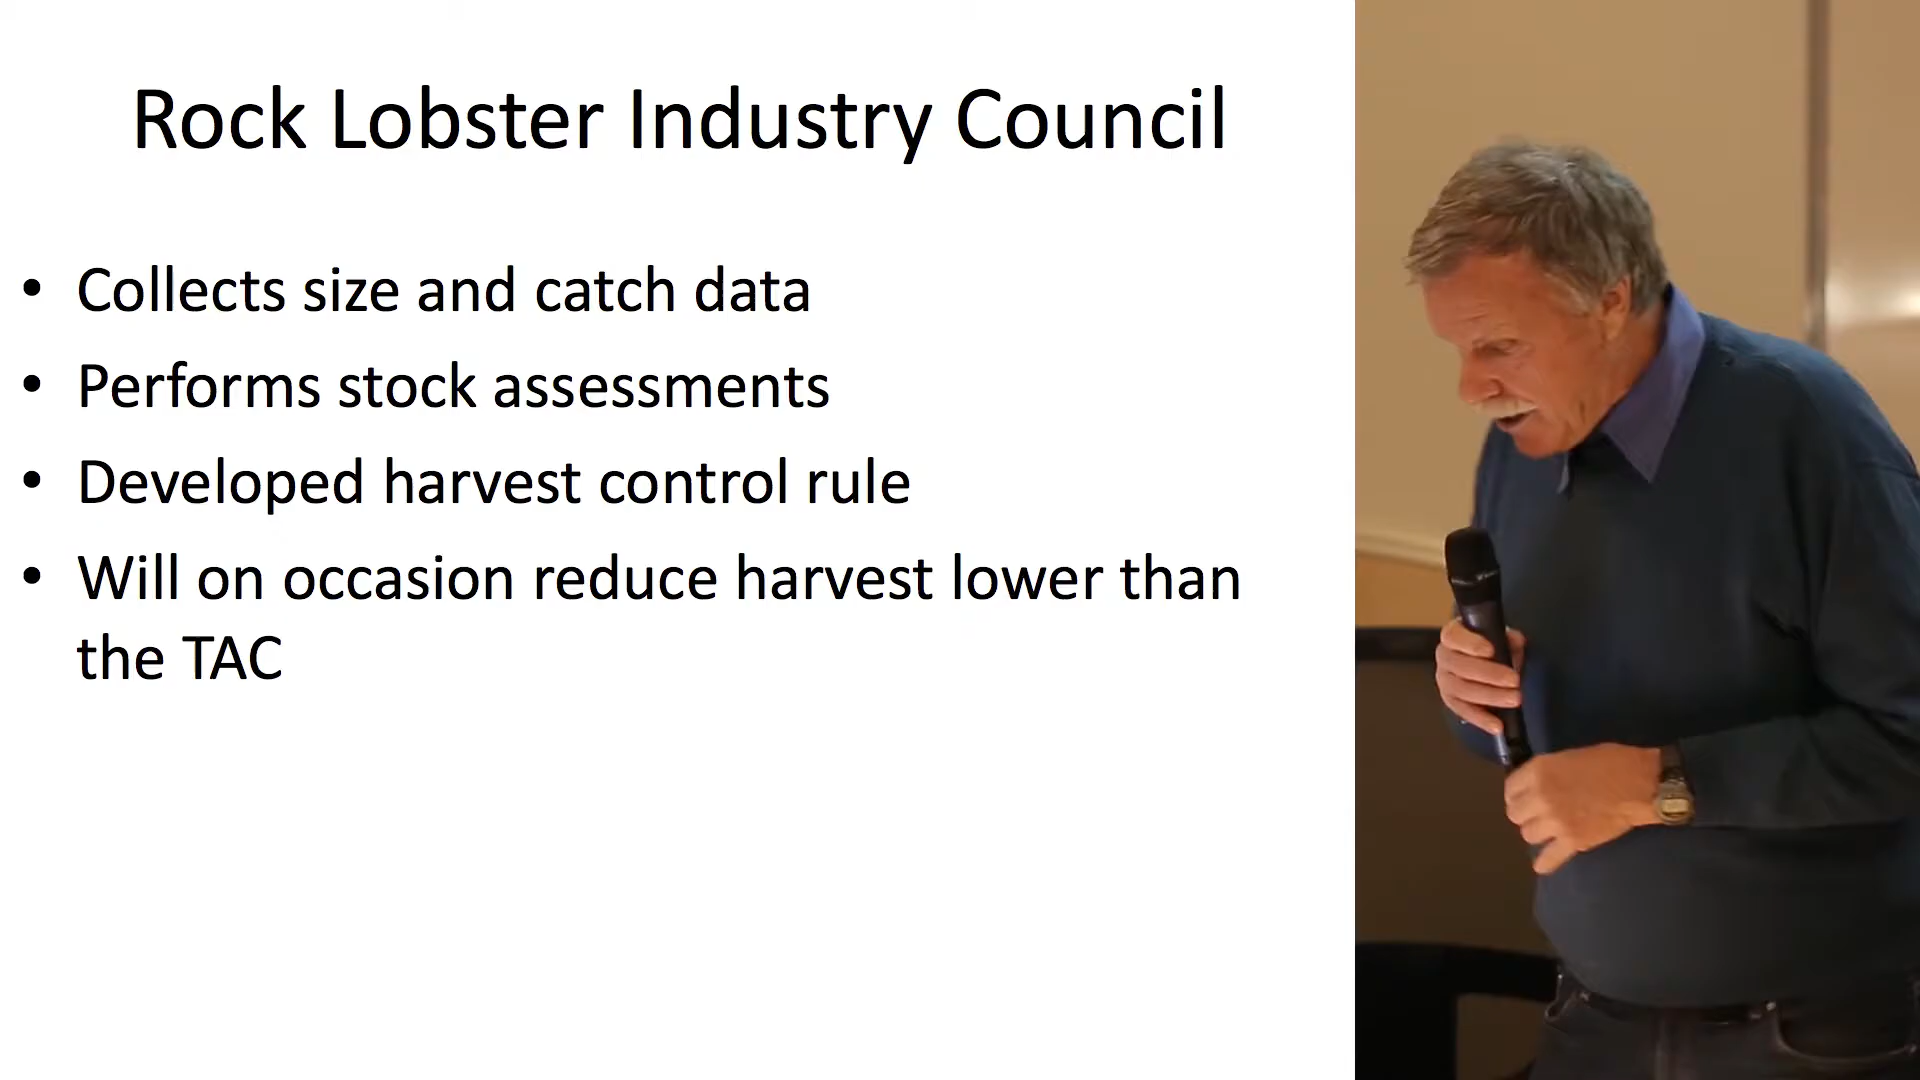 Rock Lobster Industry Council
• Collects size and catch data
• Performs stock assessments
• Developed harvest control rule
• Will on occasion reduce harvest lower than
the TAC